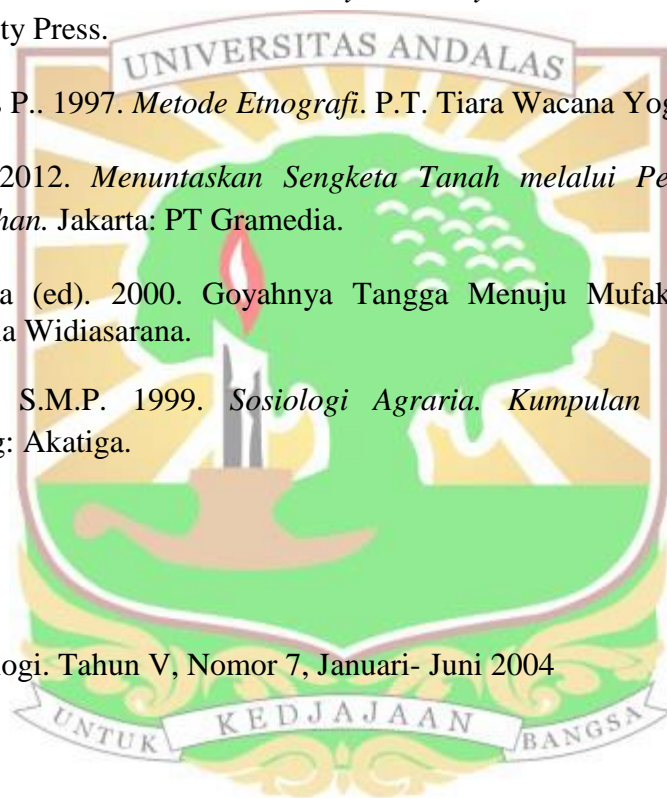 ty Press.
UNIVERSITAS ANDALAS
P.. 1997. Metode Etnografi. P.T. Tiara Wacana Yog
2012. Menuntaskan Sengketa Tanah melalui Pe
han. Jakarta: PT Gramedia.
a (ed). 2000. Goyahnya Tangga Menuju Mufak
ia Widiasarana.
S.M.P. 1999. Sosiologi Agraria. Kumpulan
g: Akatiga.
logi. Tahun V, Nomor 7, Januari- Juni 2004
UNTUK KEDJAJAAN BANGSA